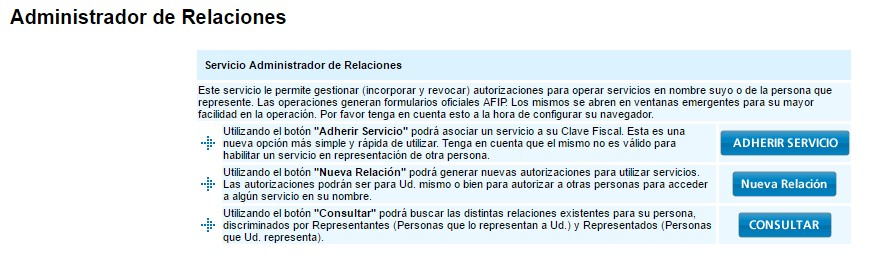 Administrador de Relaciones
Servicio Administrador de Relaciones
Este servicio le permite gestionar (incorporar y revocar) autorizaciones para operar servicios en nombre suyo o de la persona que
represente. Las operaciones generan formularios oficiales AFIP. Los mismos se abren en ventanas emergentes para su mayor
facilidad en la operación. Por favor tenga en cuenta esto a la hora de configurar su navegador.
Utilizando el botón "Adherir Servicio" podrá asociar un servicio a su Clave Fiscal. Esta es una
nueva opción más simple y rápida de utilizar. Tenga en cuenta que el mismo no es válido para
habilitar un servicio en representación de otra persona.
ADHERIR SERVICIO
Utilizando el botón "Nueva Relación" podrá generar nuevas autorizaciones para utilizar servicios.
Las autorizaciones podrán ser para Ud. mismo o bien para autorizar a otras personas para acceder
a algún servicio en su nombre.
Nueva Relación
Utilizando el botón "Consultar" podrá buscar las distintas relaciones existentes para su persona,
discriminados por Representantes (Personas que lo representan a Ud.) y Representados (Personas
que Ud. representa).
CONSULTAR